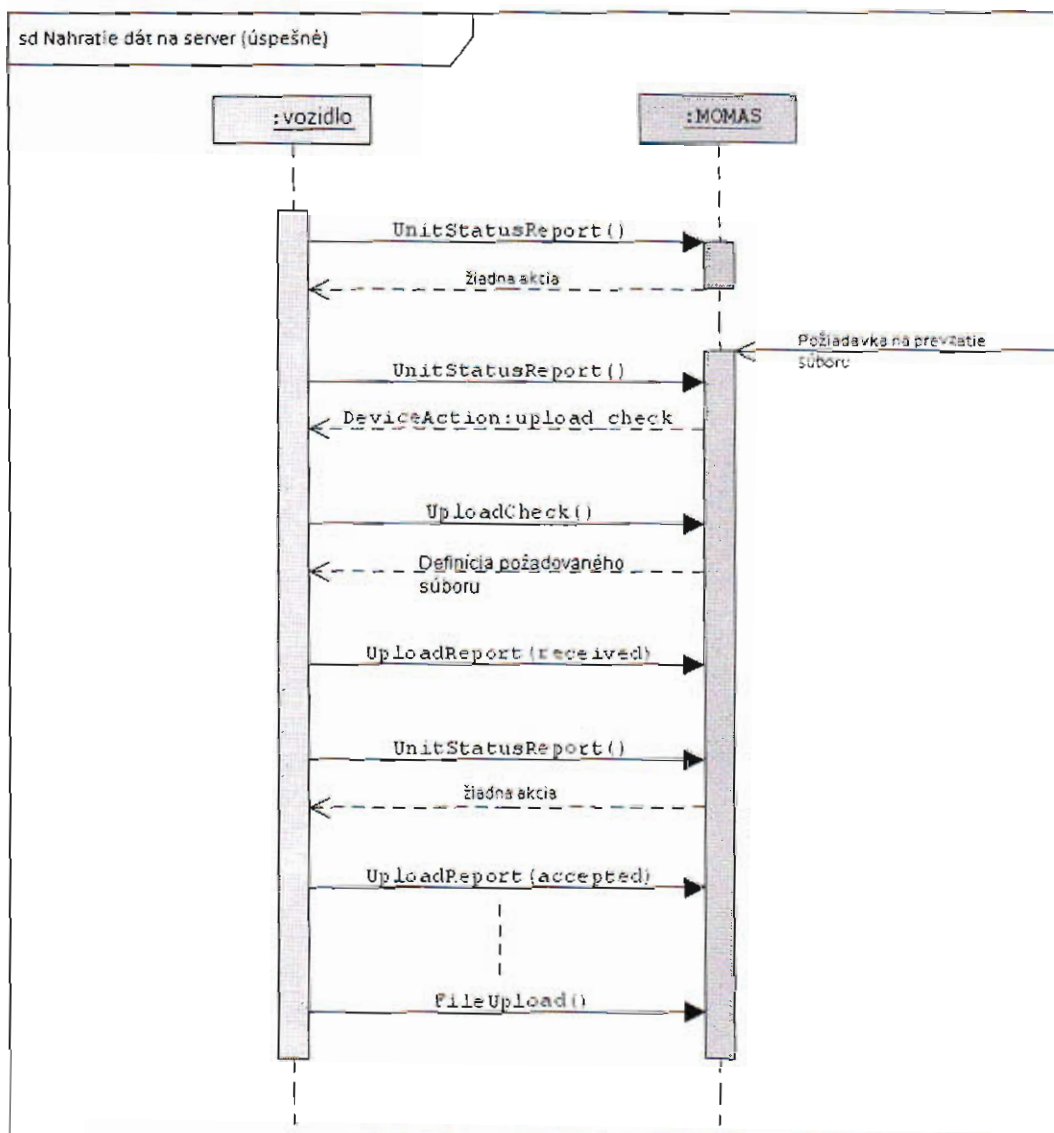 sd Nahratie dát na server (úspešné)
:vozidlo
:MOMAS
UnitStatusReport()
žiadna akcia
Požiadavka na prevzatie
súboru
UnitStatusReport()
DeviceAction:upload_check
UploadCheck()
Definícia požadovaného
súboru
UploadReport(received)
UnitStatusReport()
žiadna akcia
UploadReport(accepted)
FileUpload()